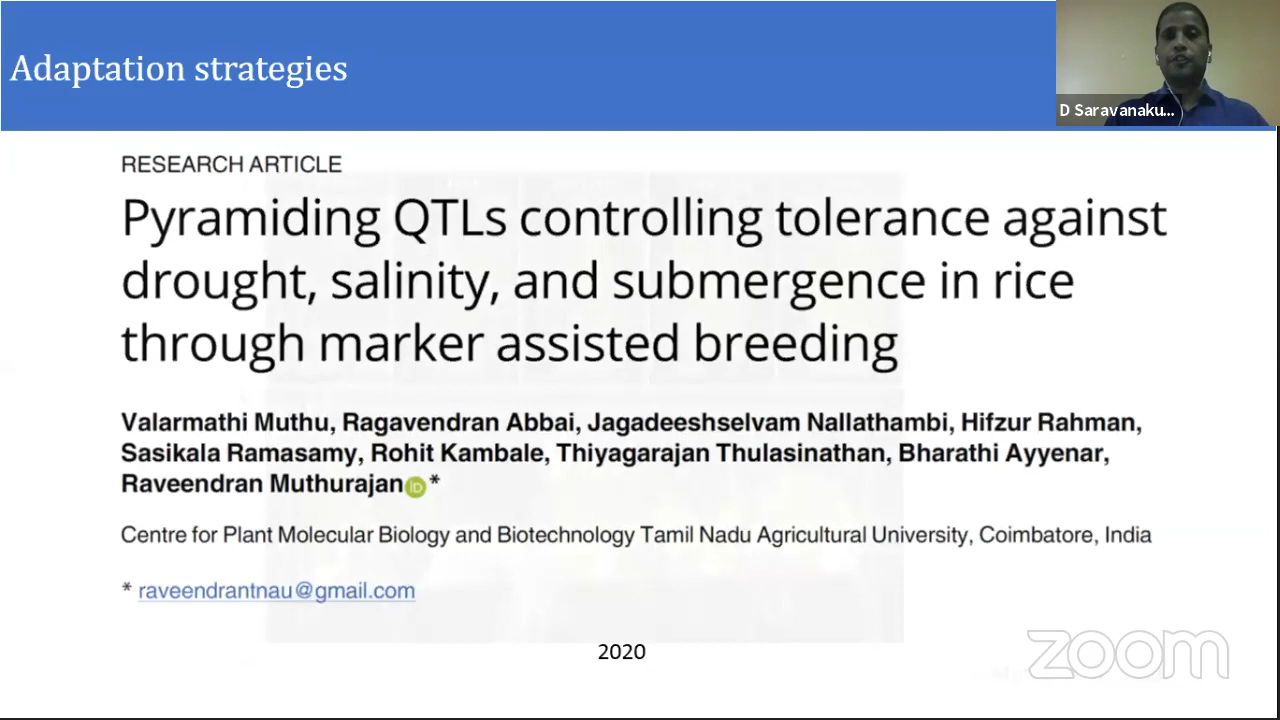 Adaptation strategies
D Saravanaku...
RESEARCH ARTICLE
Pyramiding QTLs controlling tolerance against
drought, salinity, and submergence in rice
through marker assisted breeding
Valarmathi Muthu, Ragavendran Abbai, Jagadeeshselvam Nallathambi, Hifzur Rahman,
Sasikala Ramasamy, Rohit Kambale, Thiyagarajan Thulasinathan, Bharathi Ayyenar,
Raveendran Muthurajan iD *
Centre for Plant Molecular Biology and Biotechnology Tamil Nadu Agricultural University, Coimbatore, India
* raveendrantnau@gmail.com
2020
zoom